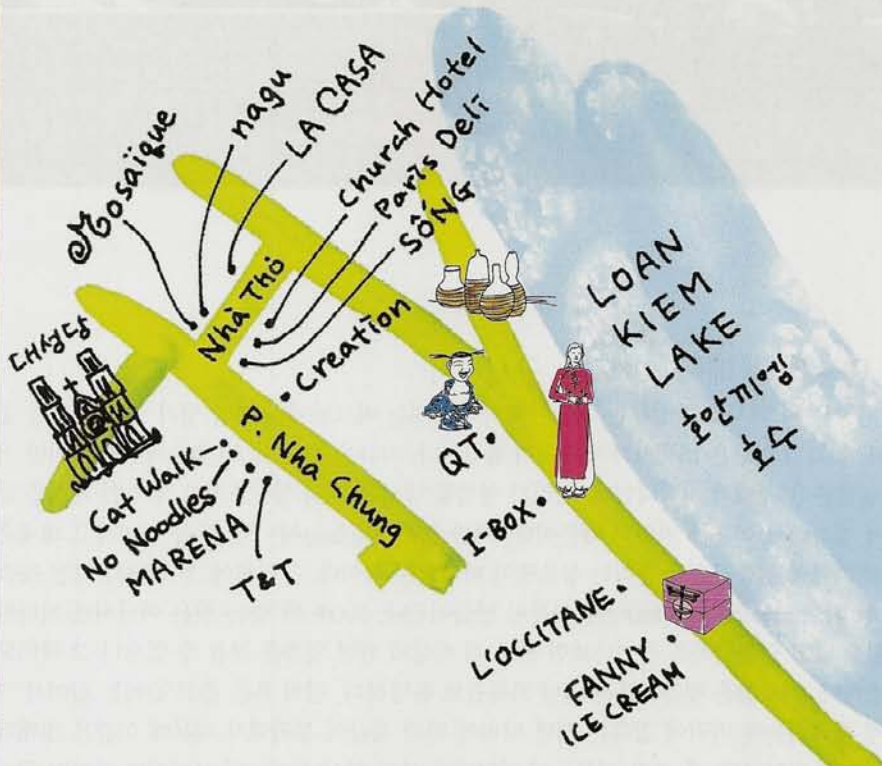 Mosaïque
nagu
LA CASA
Church Hotel
Paris Deli
SỐNG
Nhà Thờ
Creation
대성당
P. Nhà Chung
Cat Walk
No Noodles
MARENA
T&T
QT.
I-BOX
L'OCCITANE
FANNY
ICE CREAM
LOAN
KIEM
LAKE
호안끼엠
호수